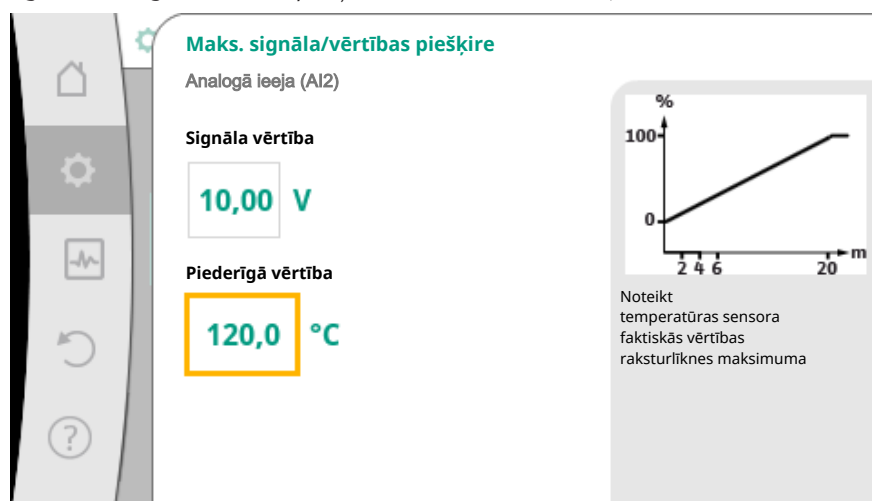 Maks. signāla/vērtības piešķire
Analogā ieeja (AI2)
Signāla vērtība
10,00 V
Piederīgā vērtība
120,0 °C
%
100
0
2 4 6 20
m
Noteikt
temperatūras sensora
faktiskās vērtības
raksturlīknes maksimuma
?